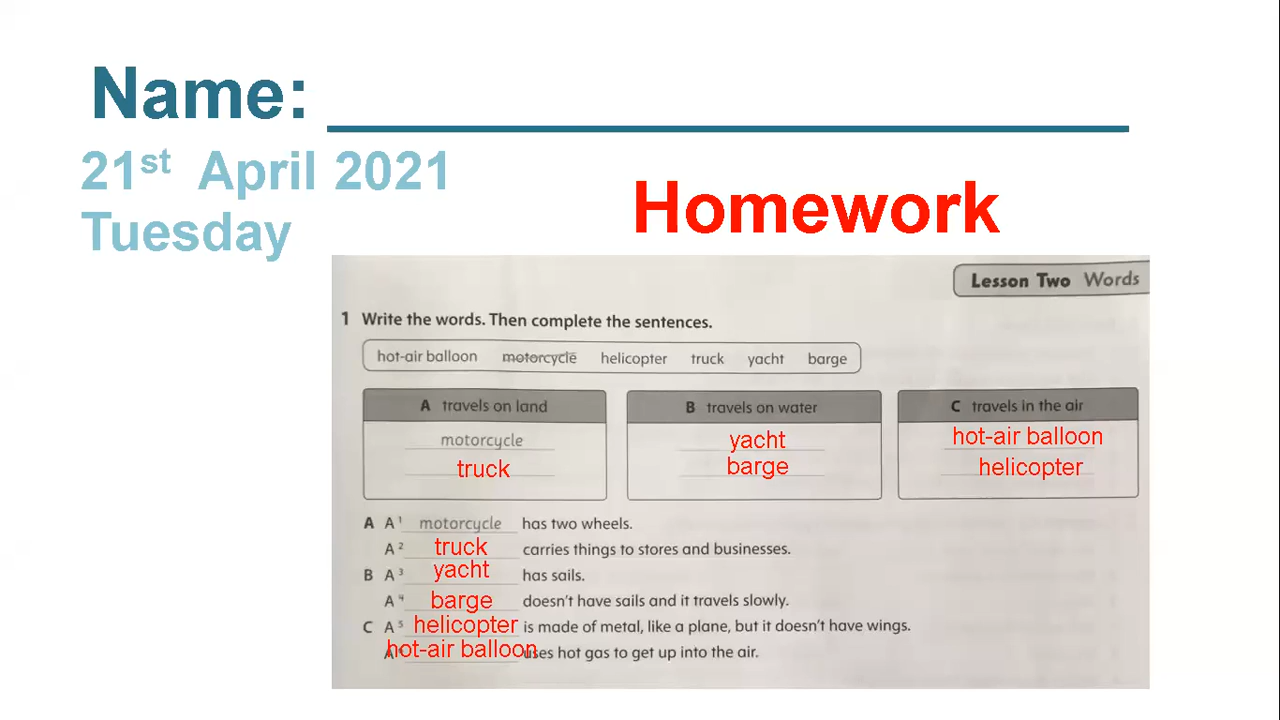 Name: ____________________
21st April 2021
Tuesday
Homework
Lesson Two Words
1 Write the words. Then complete the sentences.
hot-air balloon motorcycle helicopter truck yacht barge
A travels on land B travels on water C travels in the air
motorcycle yacht hot-air balloon
truck barge helicopter
A A 1 motorcycle has two wheels.
A 2 truck carries things to stores and businesses.
B A 3 yacht has sails.
A 4 barge doesn't have sails and it travels slowly.
C A 5 helicopter is made of metal, like a plane, but it doesn't have wings.
A hot-air balloon uses hot gas to get up into the air.